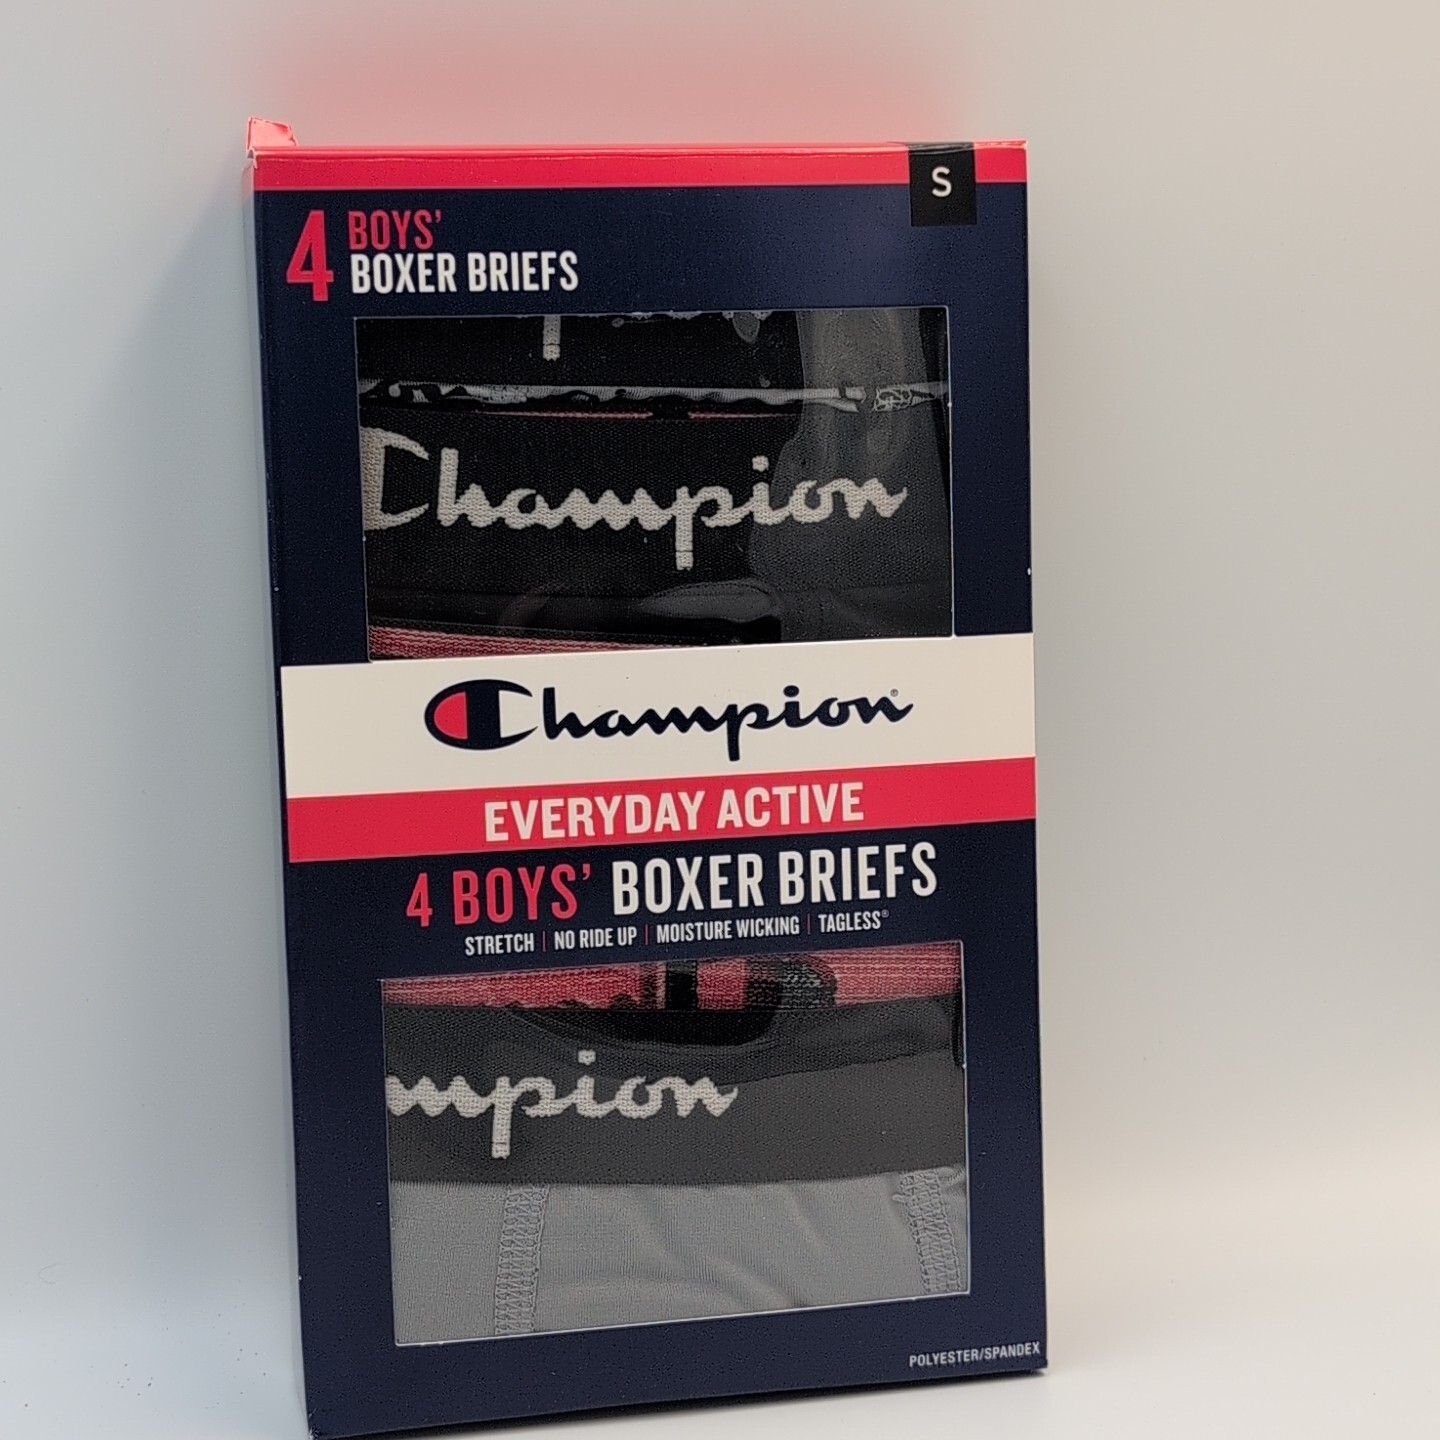 S
4 BOYS'
BOXER BRIEFS
Champion
Champion®
EVERYDAY ACTIVE
4 BOYS' BOXER BRIEFS
STRETCH | NO RIDE UP | MOISTURE WICKING | TAGLESS®
mpion
POLYESTER/SPANDEX